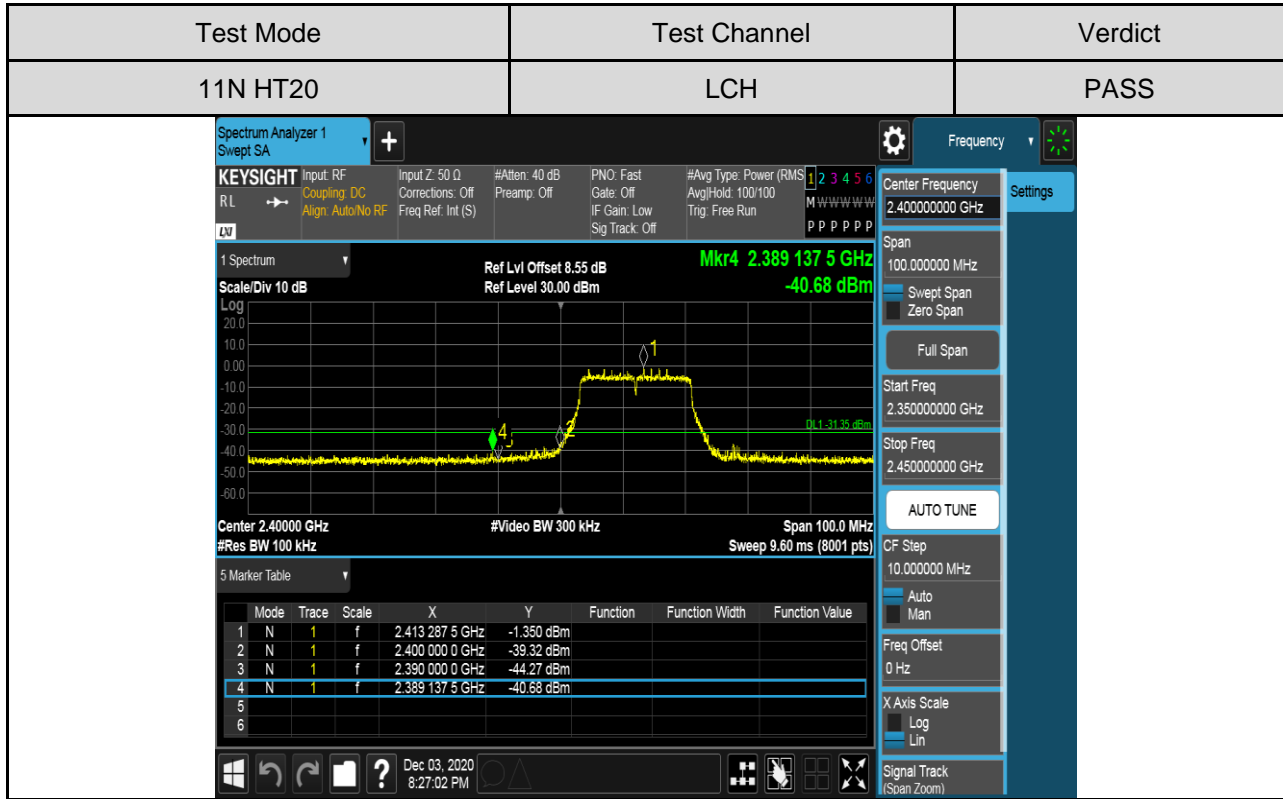 Test Mode Test Channel Verdict
11N HT20 LCH PASS
Spectrum Analyzer 1
Swept SA
+
Frequency
KEYSIGHT
RL
LXI
Input: RF
Coupling: DC
Align: Auto/No RF
Input Z: 50 Ω
Corrections: Off
Freq Ref: Int (S)
#Atten: 40 dB
Preamp: Off
PNO: Fast
Gate: Off
IF Gain: Low
Sig Track: Off
#Avg Type: Power (RMS
Avg|Hold: 100/100
Trig: Free Run
1 2 3 4 5 6
M W W W W W
P P P P P P
1 Spectrum
Scale/Div 10 dB
Ref Lvl Offset 8.55 dB
Ref Level 30.00 dBm
Mkr4 2.389 137 5 GHz
-40.68 dBm
Log
20.0
10.0
0.00
-10.0
-20.0
-30.0
-40.0
-50.0
-60.0
1
2
4
DL1 -31.35 dBm
Center 2.40000 GHz #Video BW 300 kHz Span 100.0 MHz
#Res BW 100 kHz Sweep 9.60 ms (8001 pts)
5 Marker Table
Mode Trace Scale X Y Function Function Width Function Value
1 N 1 f 2.413 287 5 GHz -1.350 dBm
2 N 1 f 2.400 000 0 GHz -39.32 dBm
3 N 1 f 2.390 000 0 GHz -44.27 dBm
4 N 1 f 2.389 137 5 GHz -40.68 dBm
5
6
?
Dec 03, 2020
8:27:02 PM
Center Frequency
2.400000000 GHz
Settings
Span
100.000000 MHz
Swept Span
Zero Span
Full Span
Start Freq
2.350000000 GHz
Stop Freq
2.450000000 GHz
AUTO TUNE
CF Step
10.000000 MHz
Auto
Man
Freq Offset
0 Hz
X Axis Scale
Log
Lin
Signal Track
(Span Zoom)